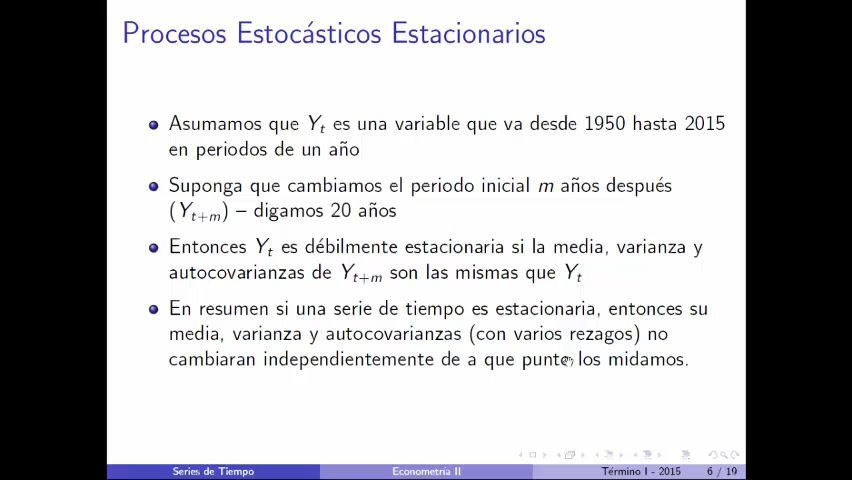 Procesos Estocásticos Estacionarios
Asumamos que Yt es una variable que va desde 1950 hasta 2015
en periodos de un año
Suponga que cambiamos el periodo inicial m años después
(Yt+m) – digamos 20 años
Entonces Yt es débilmente estacionaria si la media, varianza y
autocovarianzas de Yt+m son las mismas que Yt
En resumen si una serie de tiempo es estacionaria, entonces su
media, varianza y autocovarianzas (con varios rezagos) no
cambiaran independientemente de a que punto los midamos.
Series de Tiempo Econometría II Término I - 2015 6 / 19